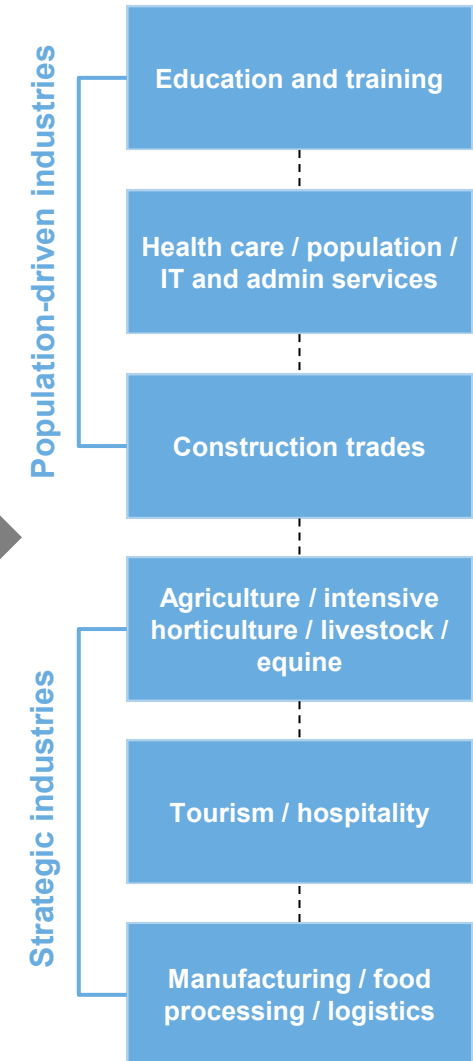 Population-driven industries
Education and training
Health care / population /
IT and admin services
Construction trades
Strategic industries
Agriculture / intensive
horticulture / livestock /
equine
Tourism / hospitality
Manufacturing / food
processing / logistics